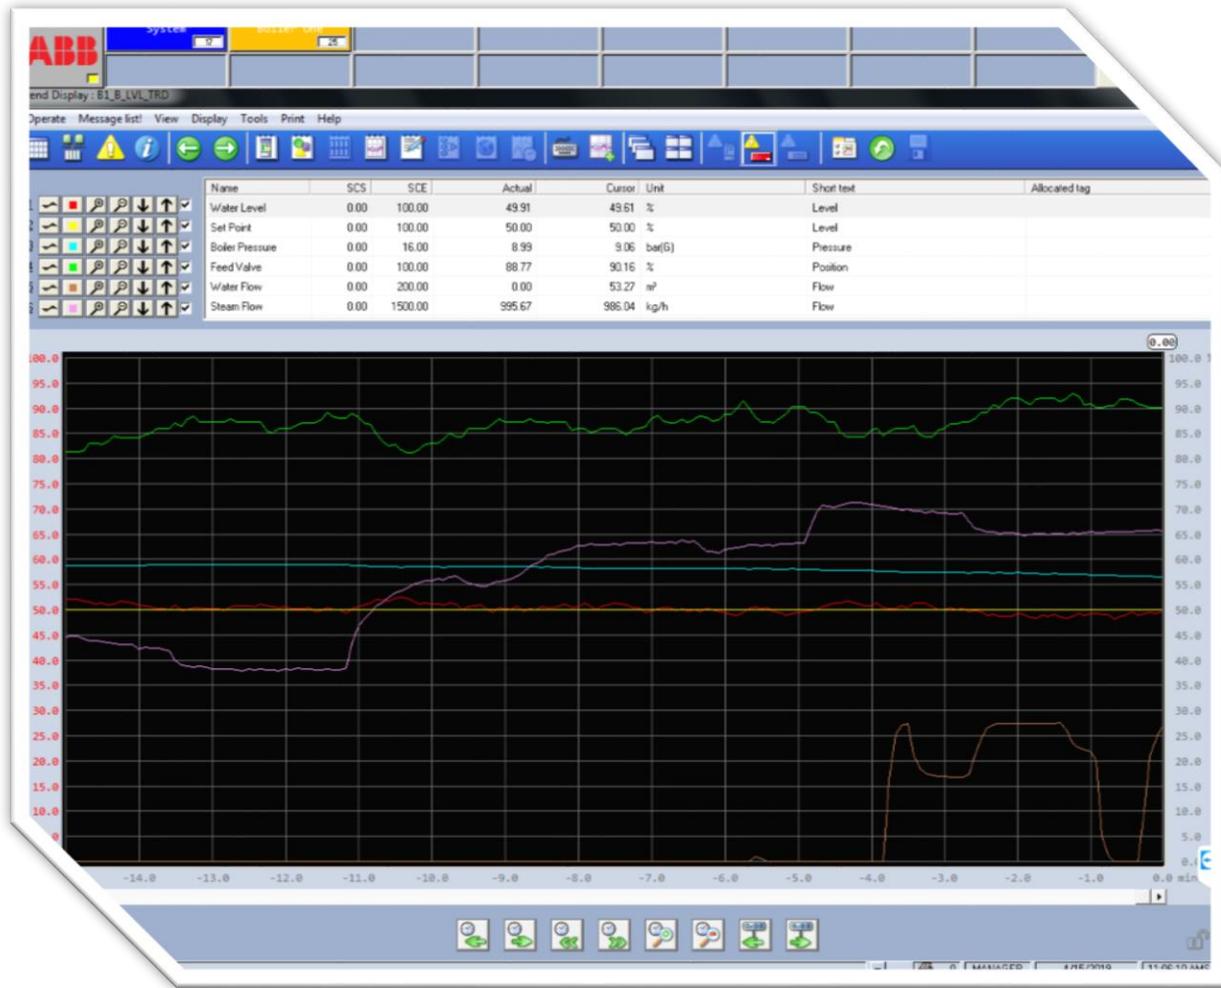 System
Boiler One
57
25
ABB
end Display : B1_B_LVL_TRD
Operate Message list! View Display Tools Print Help
Name SCS SCE Actual Cursor Unit Short text Allocated tag
Water Level 0.00 100.00 49.91 49.61 % Level
Set Point 0.00 100.00 50.00 50.00 % Level
Boiler Pressure 0.00 16.00 8.99 9.06 bar(G) Pressure
Feed Valve 0.00 100.00 88.77 90.16 % Position
Water Flow 0.00 200.00 0.00 53.27 m³ Flow
Steam Flow 0.00 1500.00 995.67 986.04 kg/h Flow
0.00
100.0 100.0
95.0 95.0
90.0 90.0
85.0 85.0
80.0 80.0
75.0 75.0
70.0 70.0
65.0 65.0
60.0 60.0
55.0 55.0
50.0 50.0
45.0 45.0
40.0 40.0
35.0 35.0
30.0 30.0
25.0 25.0
20.0 20.0
15.0 15.0
10.0 10.0
5.0
0.0
-14.0 -13.0 -12.0 -11.0 -10.0 -9.0 -8.0 -7.0 -6.0 -5.0 -4.0 -3.0 -2.0 -1.0 0.0 min
0 MANAGER 4/15/2019